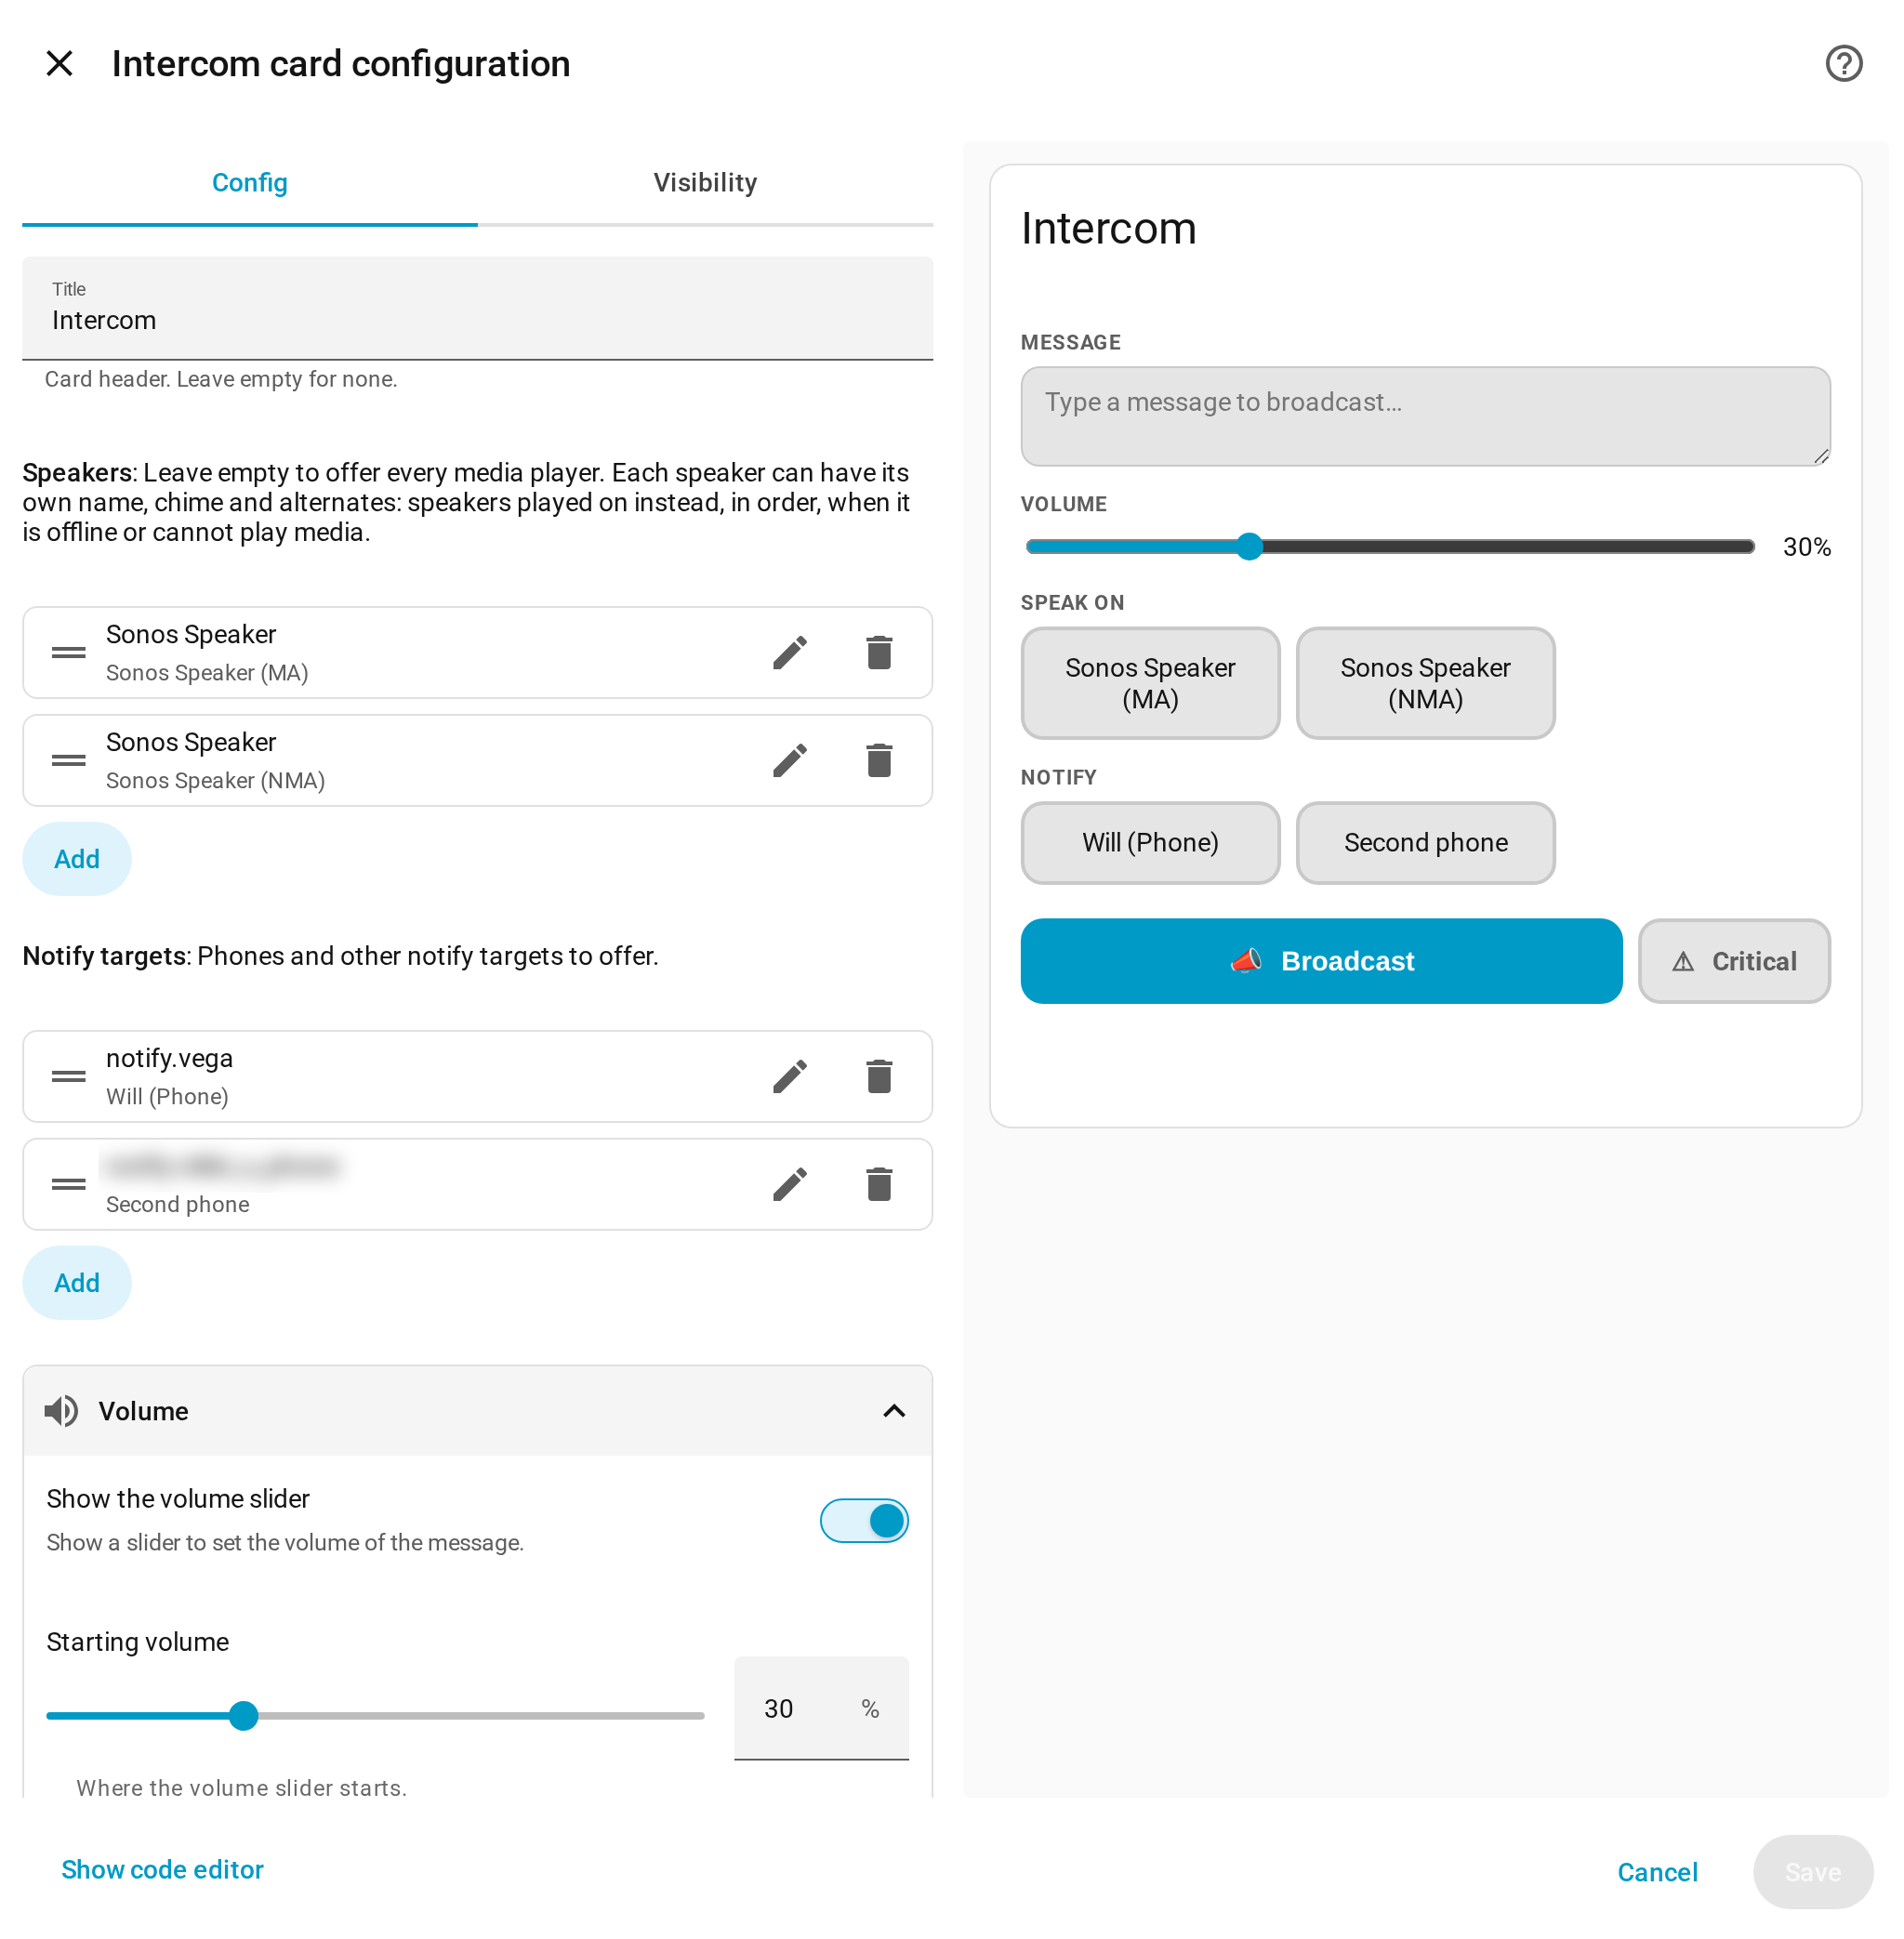 Intercom card configuration
Config
Visibility
Title
Intercom
Card header. Leave empty for none.
Speakers: Leave empty to offer every media player. Each speaker can have its
own name, chime and alternates: speakers played on instead, in order, when it
is offline or cannot play media.
Sonos Speaker
Sonos Speaker (MA)
Sonos Speaker
Sonos Speaker (NMA)
Add
Notify targets: Phones and other notify targets to offer.
notify.vega
Will (Phone)
Second phone
Add
Volume
Show the volume slider
Show a slider to set the volume of the message.
Starting volume
30 %
Where the volume slider starts.
Intercom
MESSAGE
Type a message to broadcast...
VOLUME
30%
SPEAK ON
Sonos Speaker
(MA)
Sonos Speaker
(NMA)
NOTIFY
Will (Phone)
Second phone
Broadcast
Critical
Show code editor
Cancel
Save